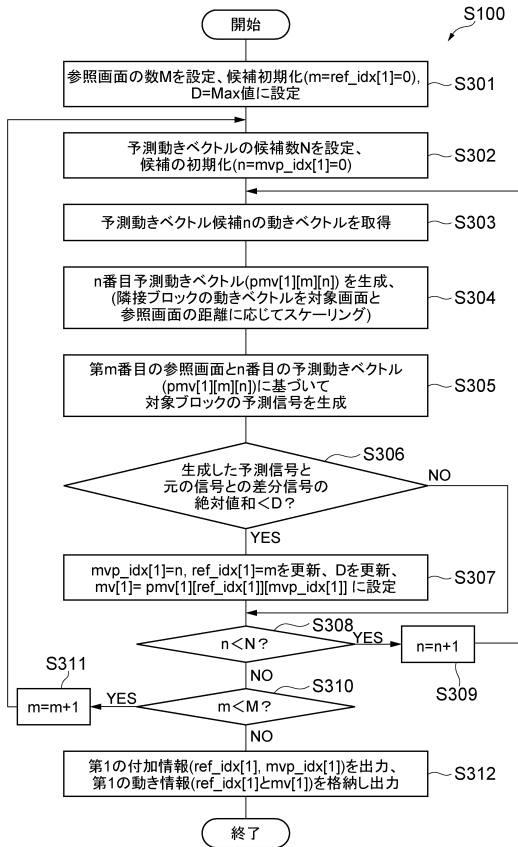 開始
S100
参照画面の数Mを設定、候補初期化(m=ref_idx[1]=0),
D=Max値に設定
S301
予測動きベクトルの候補数Nを設定、
候補の初期化(n=mvp_idx[1]=0)
S302
予測動きベクトル候補nの動きベクトルを取得
S303
n番目予測動きベクトル(pmv[1][m][n]) を生成、
(隣接ブロックの動きベクトルを対象画面と
参照画面の距離に応じてスケーリング)
S304
第m番目の参照画面とn番目の予測動きベクトル
(pmv[1][m][n])に基づいて
対象ブロックの予測信号を生成
S305
S306
生成した予測信号と
元の信号との差分信号の
絶対値和<D?
NO
YES
mvp_idx[1]=n, ref_idx[1]=mを更新、Dを更新、
mv[1]= pmv[1][ref_idx[1]][mvp_idx[1]] に設定
S307
S308
n<N?
YES
n=n+1
S309
NO
S310
S311
m=m+1
YES
m<M?
NO
第1の付加情報(ref_idx[1], mvp_idx[1])を出力、
第1の動き情報(ref_idx[1]とmv[1])を格納し出力
S312
終了